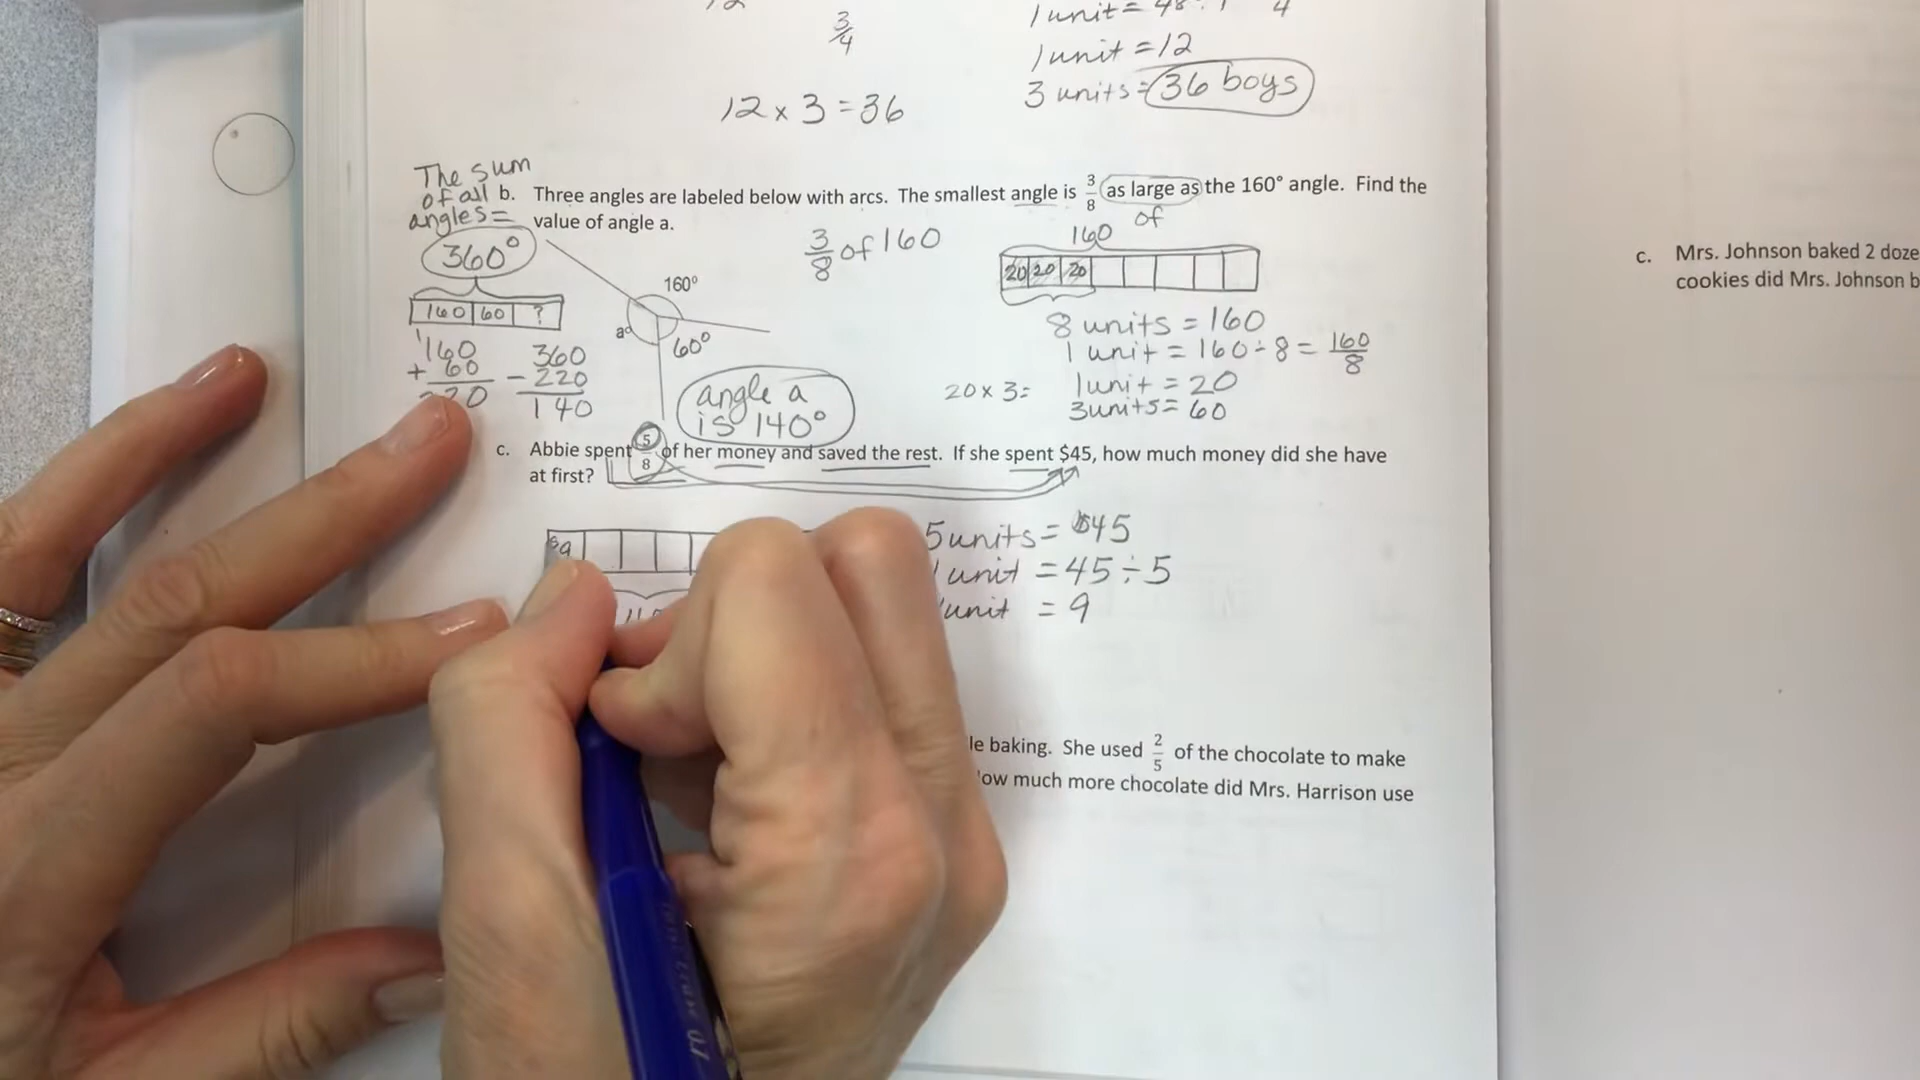 3/4
1 unit = 48 ÷ 4
1 unit = 12
12 x 3 = 36
3 units = 36 boys
The sum
of all
angles =
360°
b. Three angles are labeled below with arcs. The smallest angle is 3/8 as large as the 160° angle. Find the
value of angle a.
of
3/8 of 160
160
20 20 20
160 60 ?
160°
a°
60°
1
160
+ 60
220
360
- 220
140
angle a
is 140°
8 units = 160
1 unit = 160 ÷ 8 = 160/8
20 x 3 =
1 unit = 20
3 units = 60
c. Abbie spent 5/8 of her money and saved the rest. If she spent $45, how much money did she have
at first?
$9
5 units = $45
1 unit = 45 ÷ 5
1 unit = 9
le baking. She used 2/5 of the chocolate to make
ow much more chocolate did Mrs. Harrison use
c. Mrs. Johnson baked 2 doze
cookies did Mrs. Johnson b